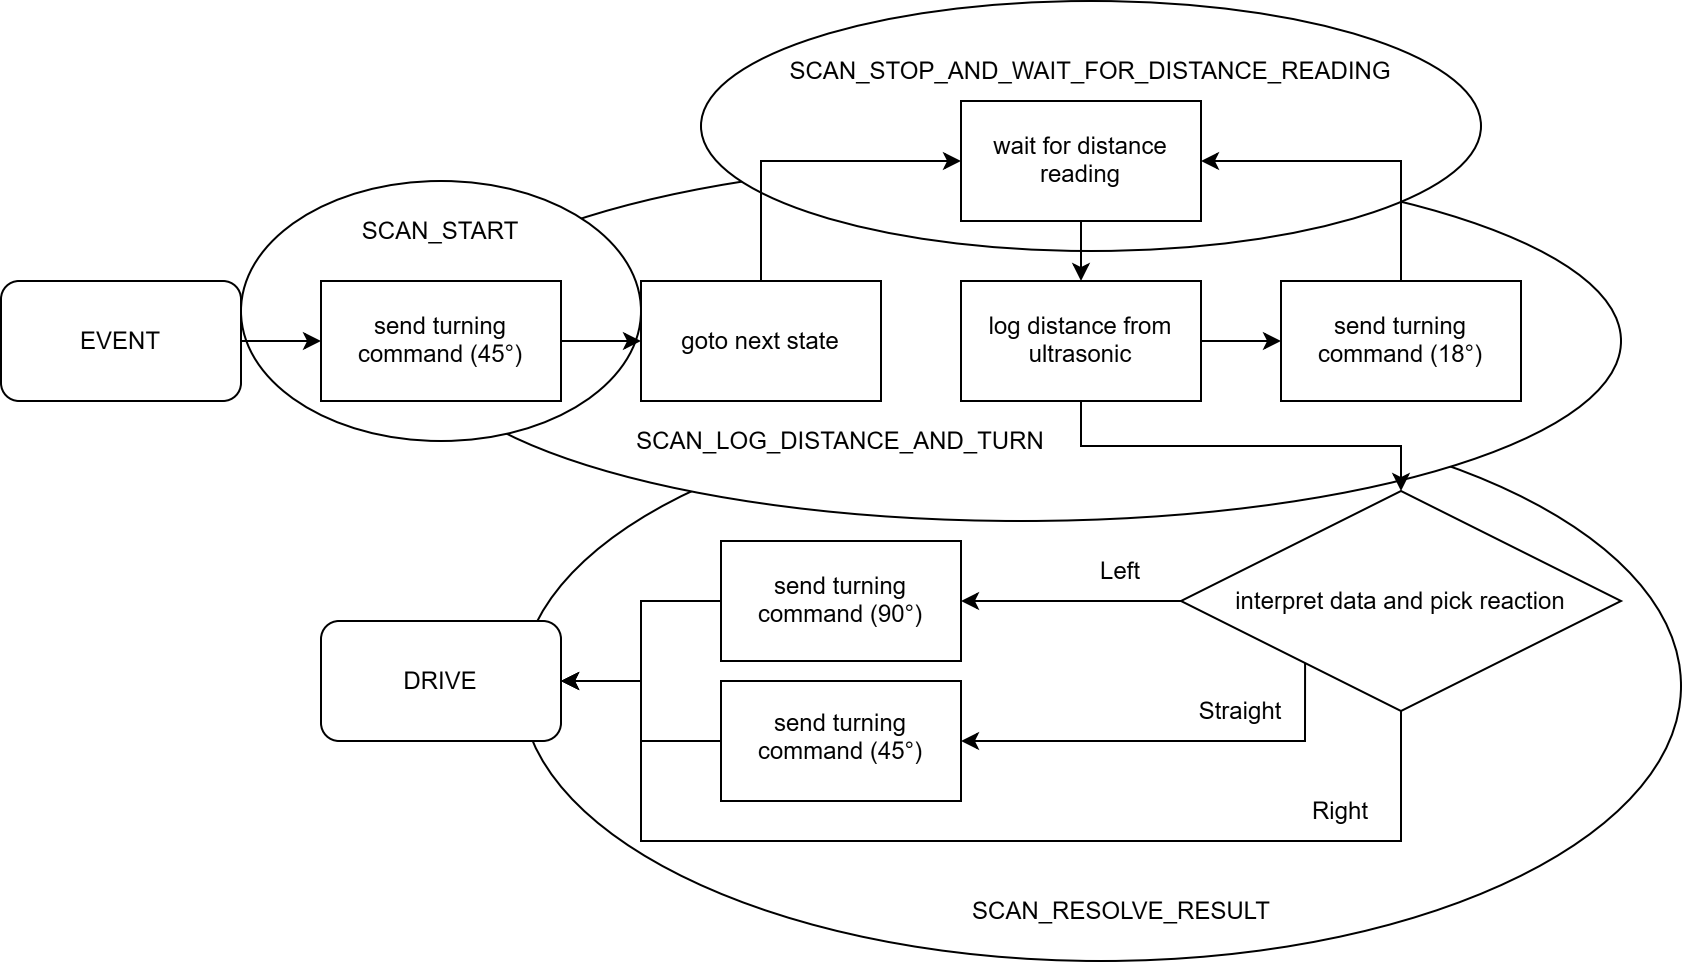 SCAN_STOP_AND_WAIT_FOR_DISTANCE_READING
wait for distance
reading
SCAN_START
EVENT
send turning
command (45°)
goto next state
log distance from
ultrasonic
send turning
command (18°)
SCAN_LOG_DISTANCE_AND_TURN
Left
send turning
command (90°)
interpret data and pick reaction
DRIVE
Straight
send turning
command (45°)
Right
SCAN_RESOLVE_RESULT